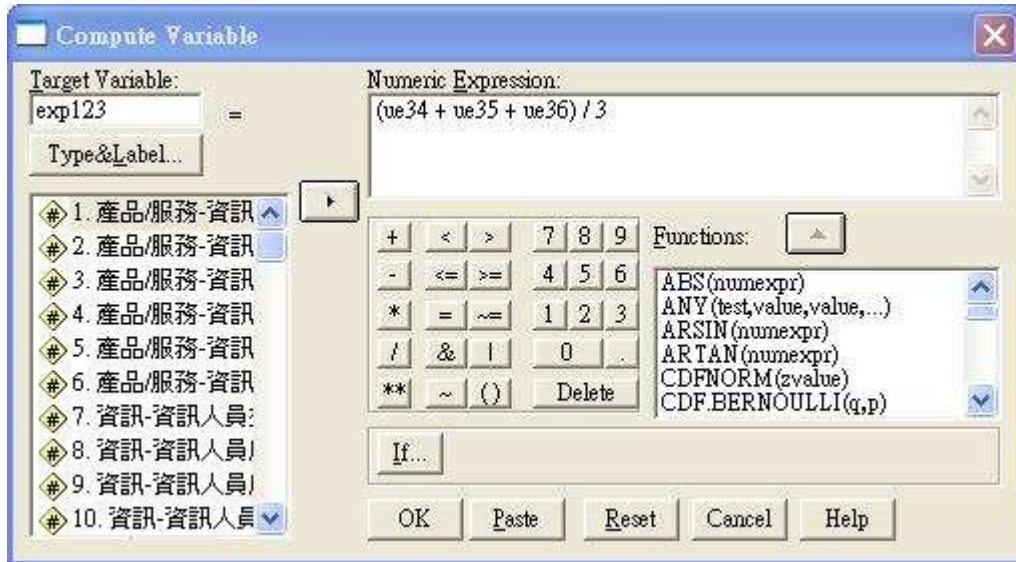 Compute Variable
Target Variable:
exp123
=
Type&Label...
Numeric Expression:
(ue34 + ue35 + ue36) / 3
1. 產品/服務-資訊
2. 產品/服務-資訊
3. 產品/服務-資訊
4. 產品/服務-資訊
5. 產品/服務-資訊
6. 產品/服務-資訊
7. 資訊-資訊人員
8. 資訊-資訊人員
9. 資訊-資訊人員
10. 資訊-資訊人員
+ < > 7 8 9
- <= >= 4 5 6
* = ~= 1 2 3
/ & | 0 .
** ~ () Delete
Functions:
ABS(numexpr)
ANY(test,value,value,...)
ARSIN(numexpr)
ARTAN(numexpr)
CDFNORM(zvalue)
CDF.BERNOULLI(q,p)
If...
OK Paste Reset Cancel Help